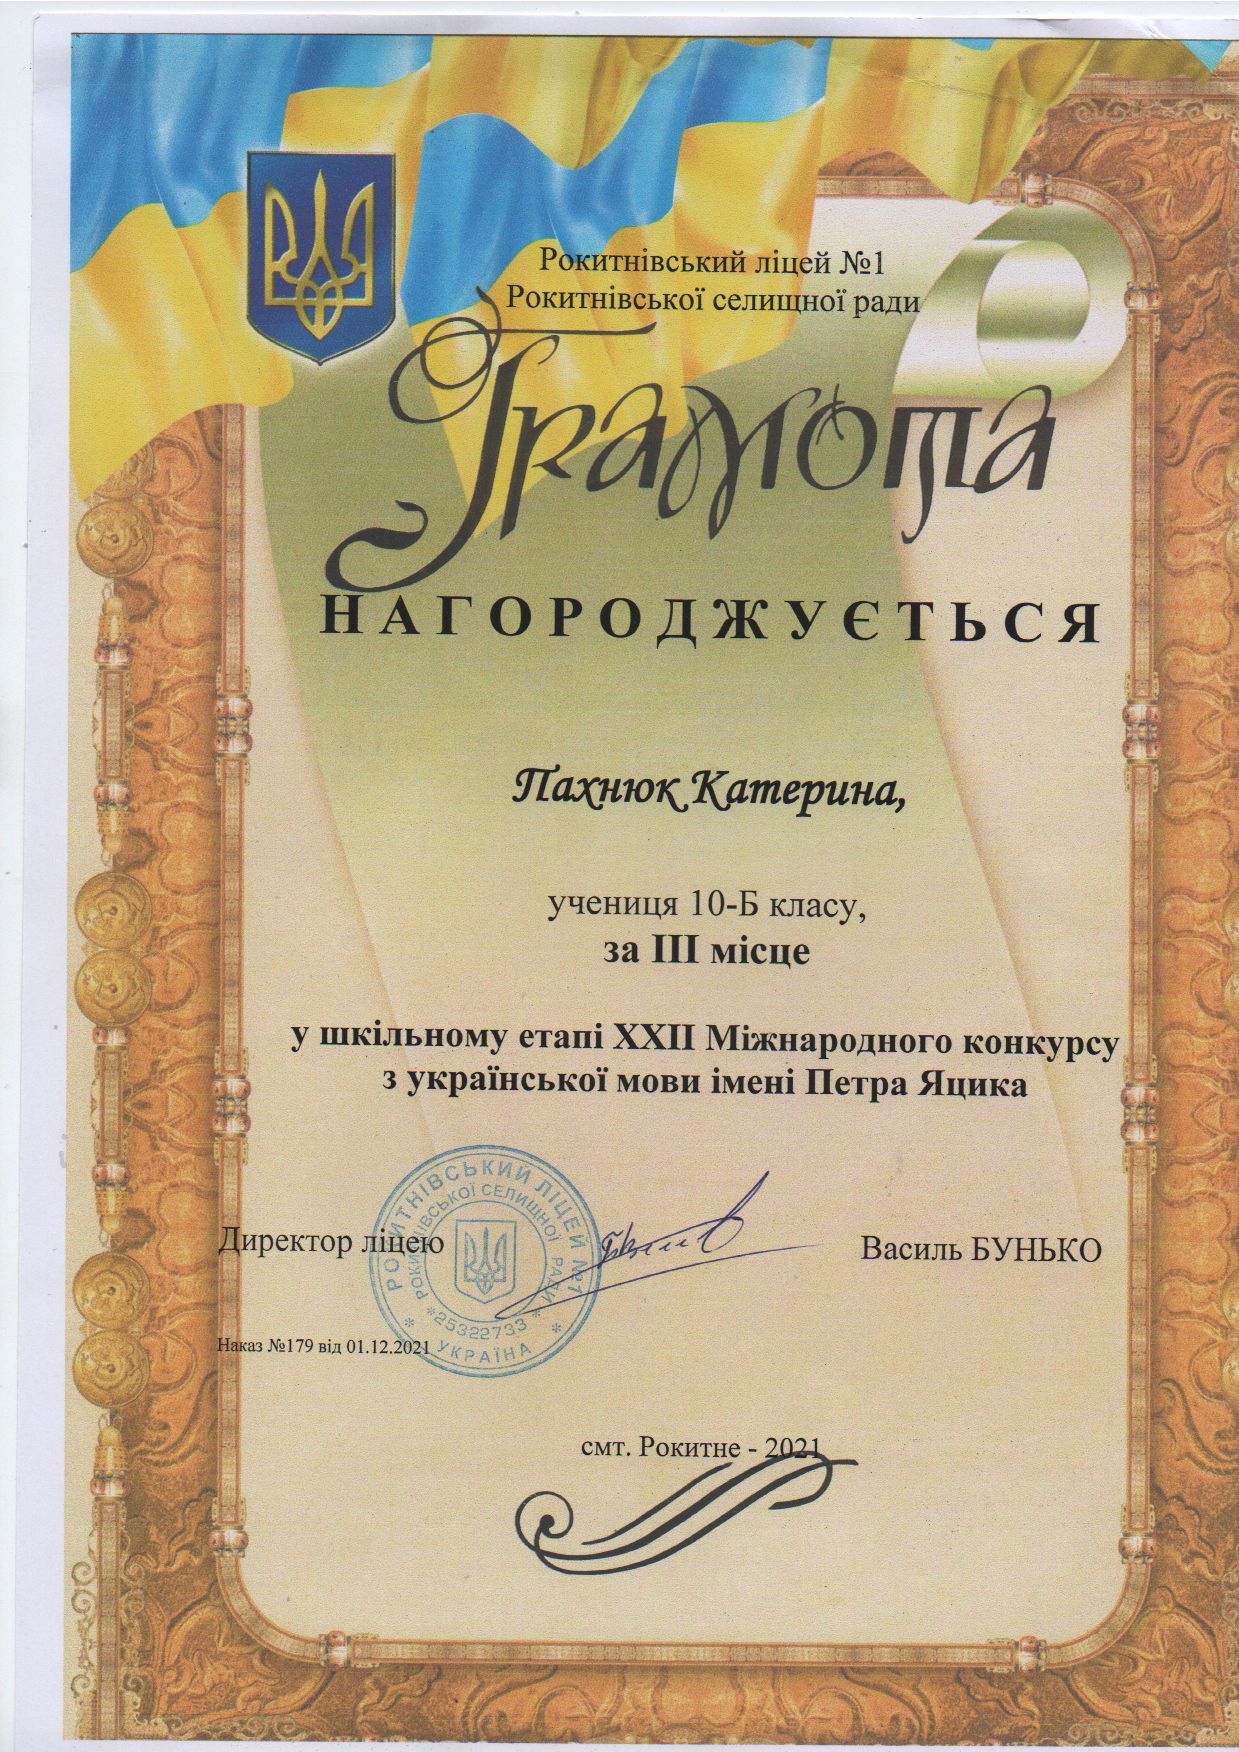 Рокитнівський ліцей №1
Рокитнівської селищної ради
Грамота
НАГОРОДЖУЄТЬСЯ
Пахнюк Катерина,
учениця 10-Б класу,
за ІІІ місце
у шкільному етапі ХХІІ Міжнародного конкурсу
з української мови імені Петра Яцика
РОКИТНІВСЬКИЙ ЛІЦЕЙ №1
РОКИТНІВСЬКОЇ СЕЛИЩНОЇ РАДИ
*25322733*
* УКРАЇНА *
Директор ліцею
Василь БУНЬКО
Наказ №179 від 01.12.2021
смт. Рокитне - 2021